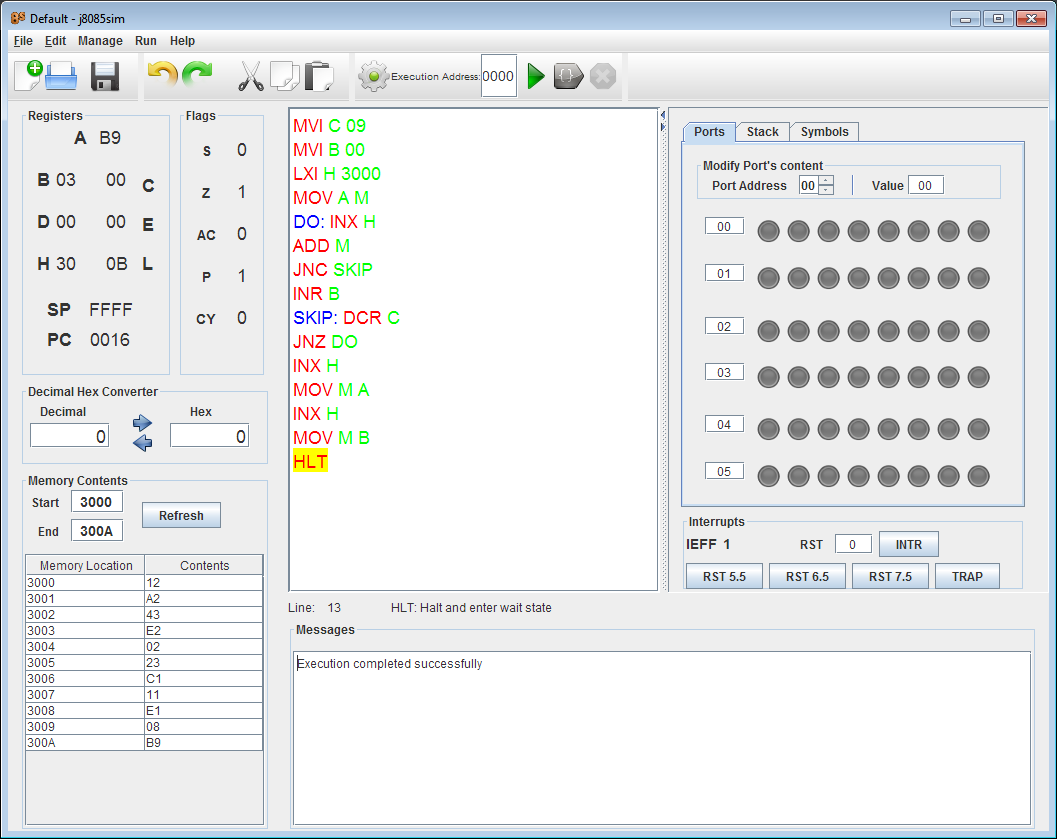 Default - j8085sim
File Edit Manage Run Help
Execution Address: 0000
Registers
A B9
B 03 00 C
D 00 00 E
H 30 0B L
SP FFFF
PC 0016
Flags
S 0
Z 1
AC 0
P 1
CY 0
Decimal Hex Converter
Decimal Hex
0 0
Memory Contents
Start 3000
End 300A
Refresh
Memory Location Contents
3000 12
3001 A2
3002 43
3003 E2
3004 02
3005 23
3006 C1
3007 11
3008 E1
3009 08
300A B9
MVI C 09
MVI B 00
LXI H 3000
MOV A M
DO: INX H
ADD M
JNC SKIP
INR B
SKIP: DCR C
JNZ DO
INX H
MOV M A
INX H
MOV M B
HLT
Line: 13 HLT: Halt and enter wait state
Messages
Execution completed successfully
Ports Stack Symbols
Modify Port's content
Port Address 00 Value 00
00
01
02
03
04
05
Interrupts
IEFF 1 RST 0 INTR
RST 5.5 RST 6.5 RST 7.5 TRAP